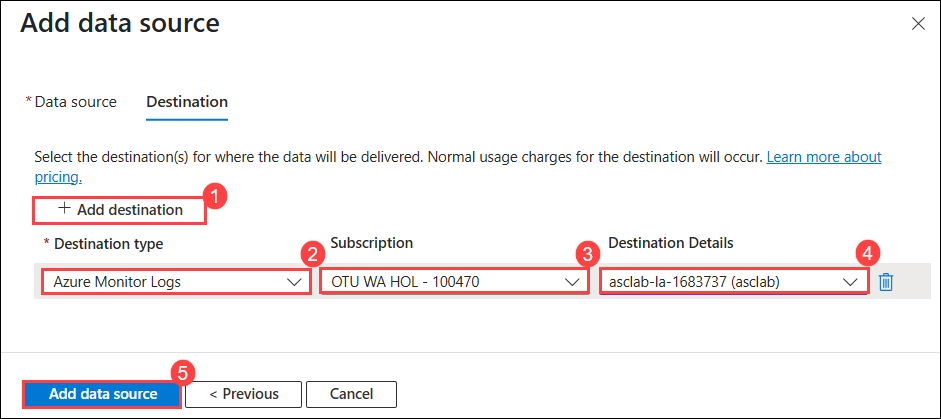 Add data source
* Data source Destination
Select the destination(s) for where the data will be delivered. Normal usage charges for the destination will occur. Learn more about
pricing.
1
+ Add destination
* Destination type Subscription Destination Details
2 3 4
Azure Monitor Logs OTU WA HOL - 100470 asclab-la-1683737 (asclab)
5
Add data source < Previous Cancel